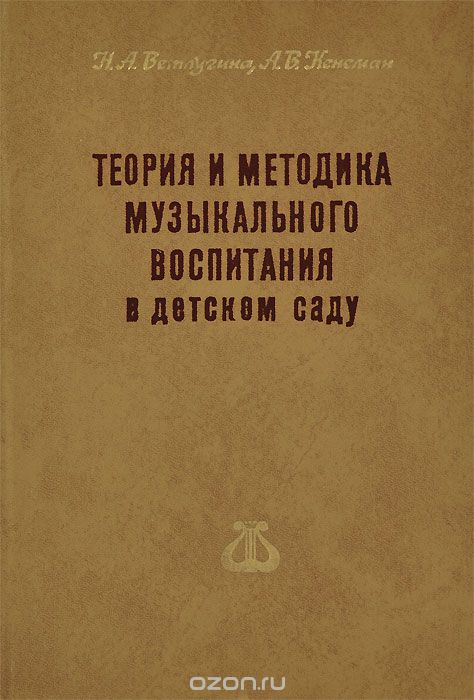 Н. А. Ветлугина, А. В. Кенеман
ТЕОРИЯ И МЕТОДИКА
МУЗЫКАЛЬНОГО
ВОСПИТАНИЯ
в детском саду
ozon.ru